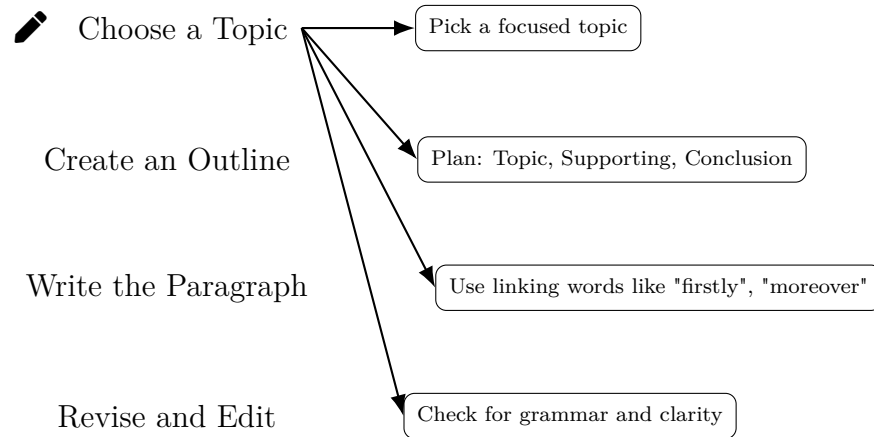 Choose a Topic
Pick a focused topic
Create an Outline
Plan: Topic, Supporting, Conclusion
Write the Paragraph
Use linking words like "firstly", "moreover"
Revise and Edit
Check for grammar and clarity